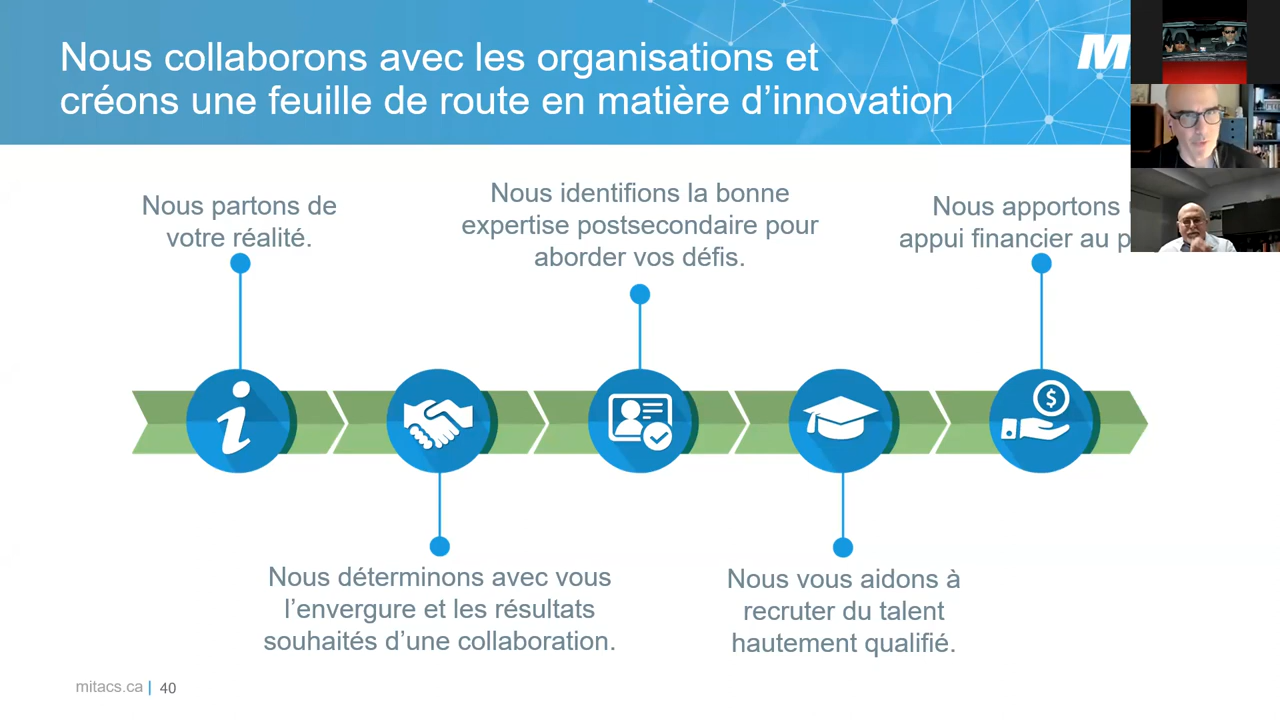 Nous collaborons avec les organisations et
créons une feuille de route en matière d’innovation
M
Nous partons de
votre réalité.
Nous identifions la bonne
expertise postsecondaire pour
aborder vos défis.
Nous apportons
appui financier au
$
Nous déterminons avec vous
l’envergure et les résultats
souhaités d’une collaboration.
Nous vous aidons à
recruter du talent
hautement qualifié.
mitacs.ca | 40